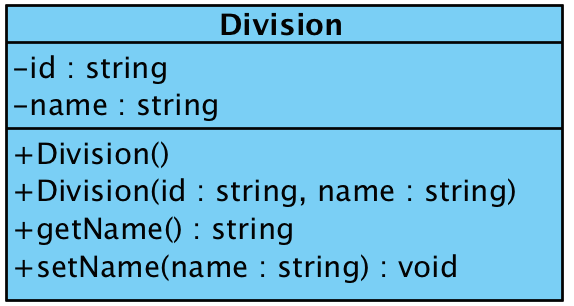 Division
-id : string
-name : string
+Division()
+Division(id : string, name : string)
+getName() : string
+setName(name : string) : void